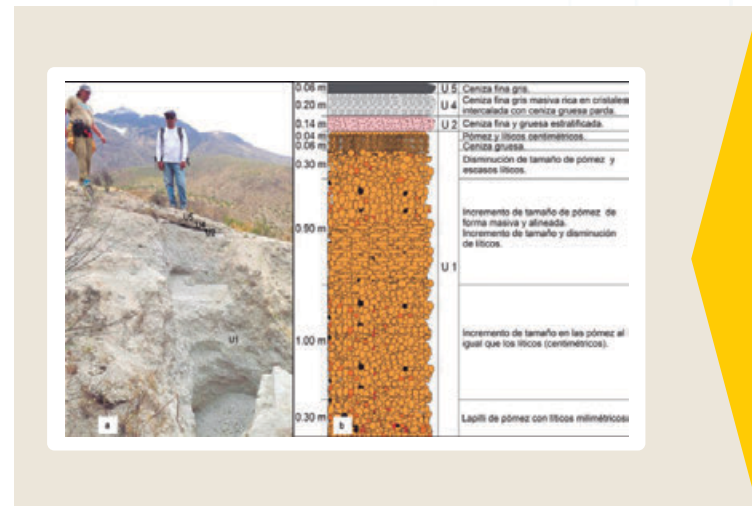 0.06 m U 5 Ceniza fina gris.
0.20 m U 4 Ceniza fina gris masiva rica en cristales
intercalada con ceniza gruesa parda.
0.14 m U 2 Ceniza fina y gruesa estratificada.
0.04 m Pómez y líticos centimétricos.
0.06 m Ceniza gruesa.
0.30 m Disminución de tamaño de pómez y
escasos líticos.
0.90 m Incremento de tamaño de pómez de
forma masiva y alineada.
Incremento de tamaño y disminución
de líticos.
U 1
1.00 m Incremento de tamaño en las pómez al
igual que los líticos (centimétricos).
0.30 m Lapilli de pómez con líticos milimétricos
U1
a
b